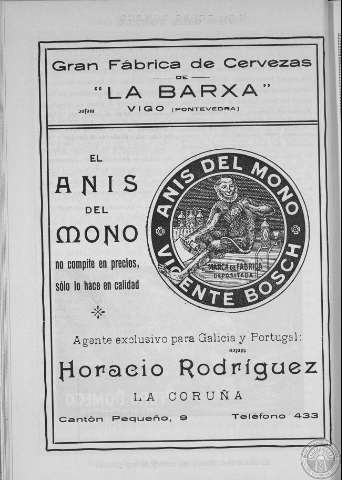 Gran Fábrica de Cervezas
DE
"LA BARXA"
VIGO (PONTEVEDRA)
EL
ANIS
DEL
MONO
no compite en precios,
sólo lo hace en calidad
ANIS DEL MONO
MARCA DE FÁBRICA
DEPOSITADA
VICENTE BOSCH
Agente exclusivo para Galicia y Portugal:
Horacio Rodríguez
LA CORUÑA
Cantón Pequeño, 9 Teléfono 433